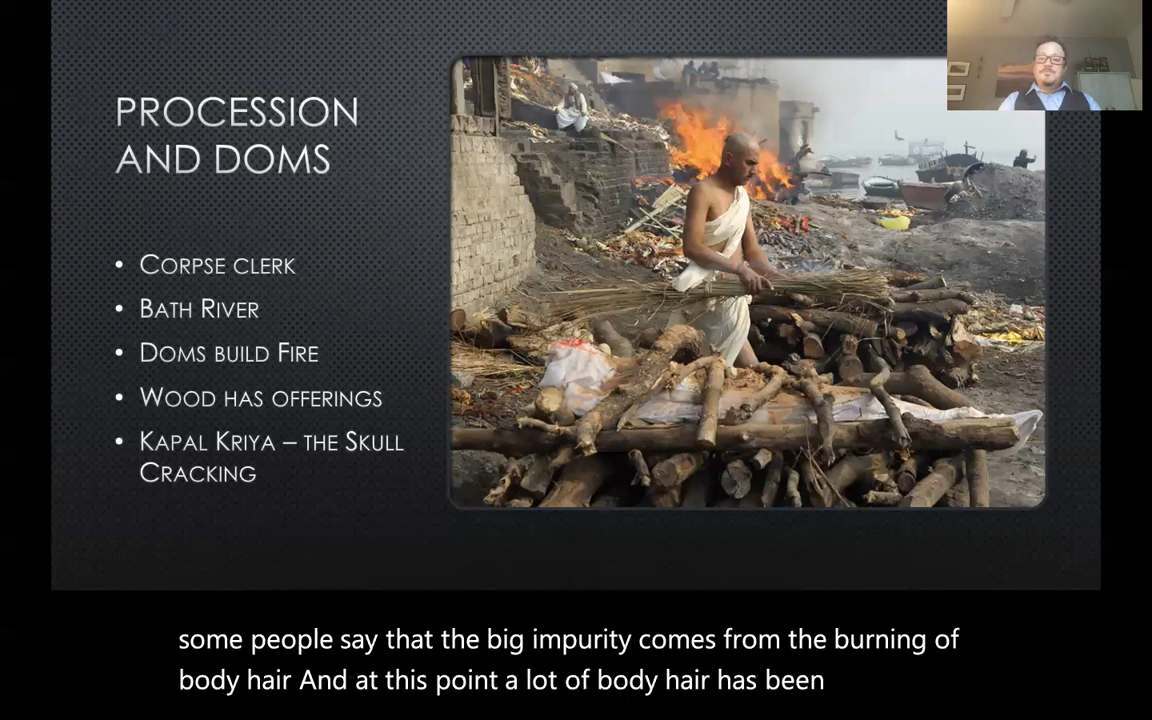 PROCESSION
AND DOMS
• CORPSE CLERK
• BATH RIVER
• DOMS BUILD FIRE
• WOOD HAS OFFERINGS
• KAPAL KRIYA – THE SKULL
CRACKING
some people say that the big impurity comes from the burning of
body hair And at this point a lot of body hair has been